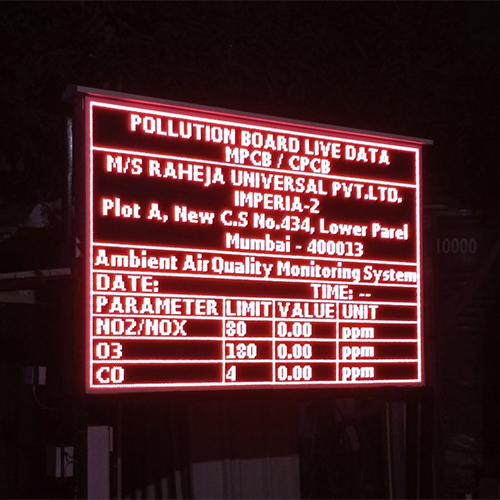 POLLUTION BOARD LIVE DATA
MPCB / CPCB
M/S RAHEJA UNIVERSAL PVT.LTD.
IMPERIA-2
Plot A, New C.S No.434, Lower Parel
Mumbai - 400013
Ambient Air Quality Monitoring System
DATE: TIME: --
PARAMETER LIMIT VALUE UNIT
NO2/NOX 80 0.00 ppm
O3 180 0.00 ppm
CO 4 0.00 ppm
10000